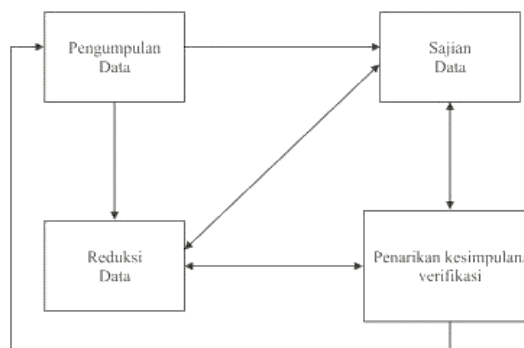 Pengumpulan
Data
Sajian
Data
Reduksi
Data
Penarikan kesimpulan.
verifikasi